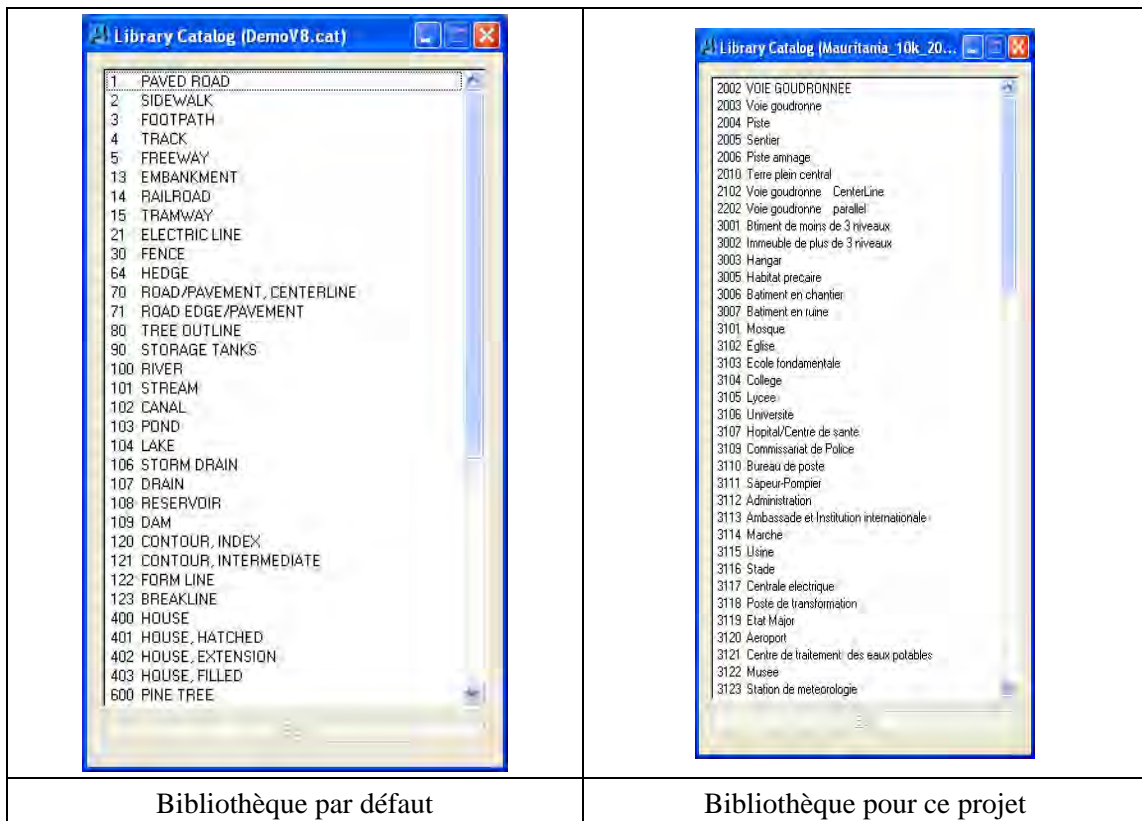 Library Catalog (DemoV8.cat)
1 PAVED ROAD
2 SIDEWALK
3 FOOTPATH
4 TRACK
5 FREEWAY
13 EMBANKMENT
14 RAILROAD
15 TRAMWAY
21 ELECTRIC LINE
30 FENCE
64 HEDGE
70 ROAD/PAVEMENT, CENTERLINE
71 ROAD EDGE/PAVEMENT
80 TREE OUTLINE
90 STORAGE TANKS
100 RIVER
101 STREAM
102 CANAL
103 POND
104 LAKE
106 STORM DRAIN
107 DRAIN
108 RESERVOIR
109 DAM
120 CONTOUR, INDEX
121 CONTOUR, INTERMEDIATE
122 FORM LINE
123 BREAKLINE
400 HOUSE
401 HOUSE, HATCHED
402 HOUSE, EXTENSION
403 HOUSE, FILLED
600 PINE TREE
Bibliothèque par défaut
Library Catalog (Mauritania_10k_20...
2002 VOIE GOUDRONNEE
2003 Voie goudronne
2004 Piste
2005 Sentier
2006 Piste amnage
2010 Terre plein central
2102 Voie goudronne CenterLine
2202 Voie goudronne parallel
3001 Btiment de moins de 3 niveaux
3002 Immeuble de plus de 3 niveaux
3003 Hangar
3005 Habitat precaire
3006 Batiment en chantier
3007 Batiment en ruine
3101 Mosque
3102 Eglise
3103 Ecole fondamentale
3104 College
3105 Lycee
3106 Universite
3107 Hopital/Centre de sante
3109 Commissariat de Police
3110 Bureau de poste
3111 Sapeur-Pompier
3112 Administration
3113 Ambassade et Institution internationale
3114 Marche
3115 Usine
3116 Stade
3117 Centrale electrique
3118 Poste de transformation
3119 Etat Major
3120 Aeroport
3121 Centre de traitement des eaux potables
3122 Musee
3123 Station de meteorologie
Bibliothèque pour ce projet